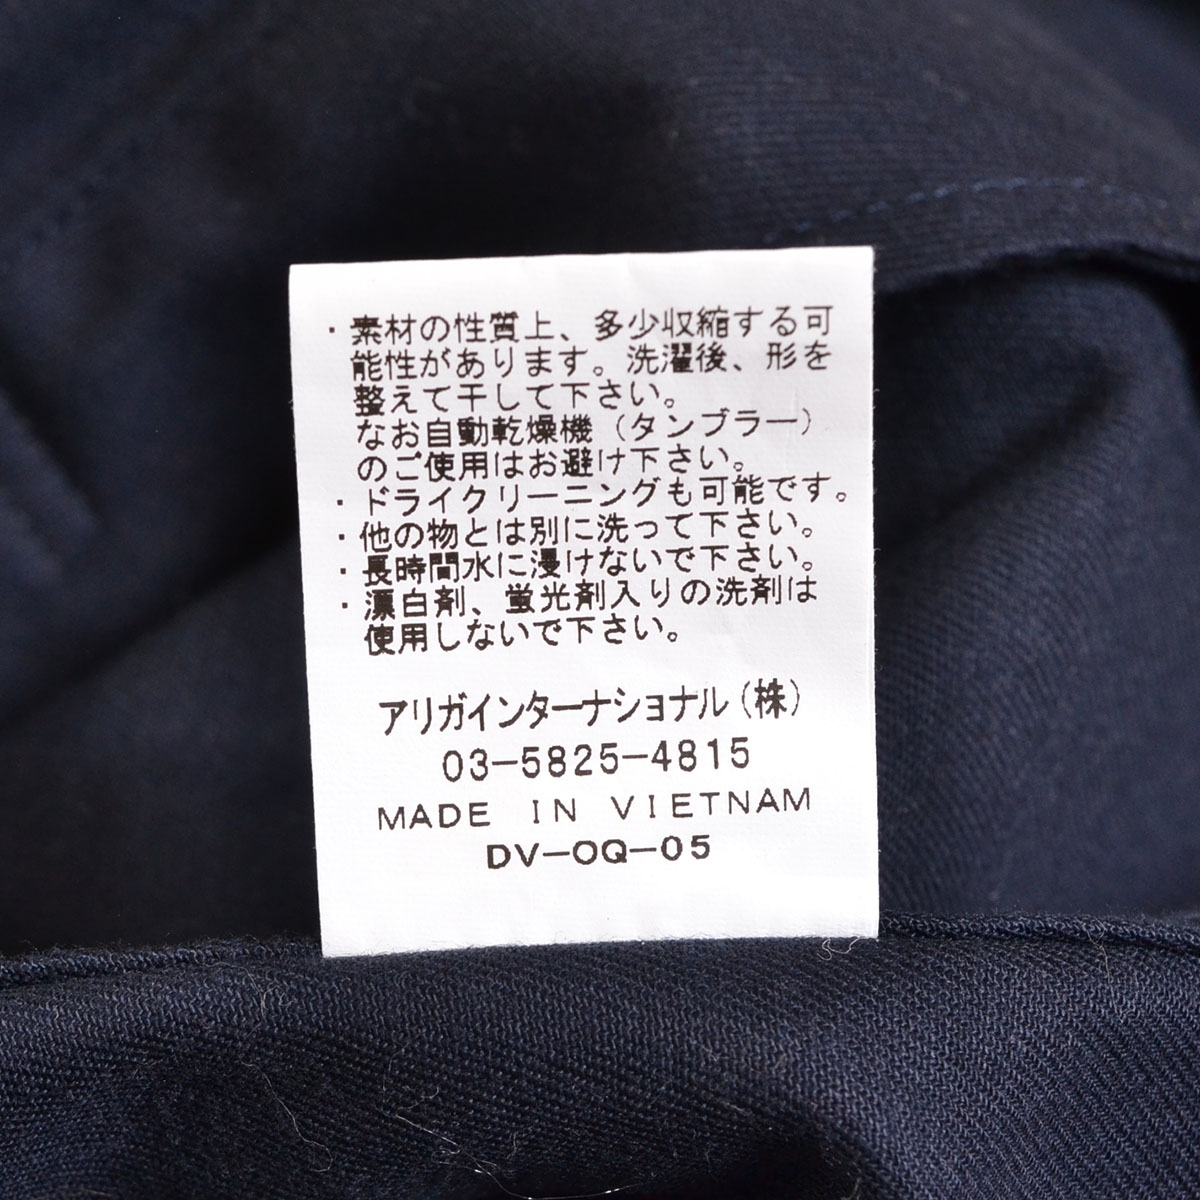 ・素材の性質上、多少収縮する可
能性があります。洗濯後、形を
整えて干して下さい。
なお自動乾燥機（タンブラー）
のご使用はお避け下さい。
・ドライクリーニングも可能です。
・他の物とは別に洗って下さい。
・長時間水に浸けないで下さい。
・漂白剤、蛍光剤入りの洗剤は
使用しないで下さい。
アリガインターナショナル（株）
03-5825-4815
MADE IN VIETNAM
DV-OQ-05